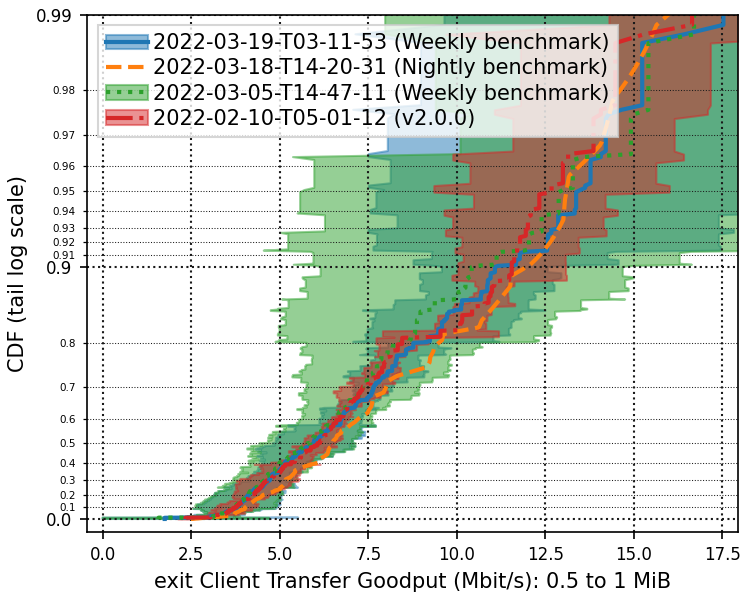 2022-03-19-T03-11-53 (Weekly benchmark)
2022-03-18-T14-20-31 (Nightly benchmark)
2022-03-05-T14-47-11 (Weekly benchmark)
2022-02-10-T05-01-12 (v2.0.0)
CDF (tail log scale)
0.99
0.98
0.97
0.96
0.95
0.94
0.93
0.92
0.91
0.9
0.8
0.7
0.6
0.5
0.4
0.3
0.2
0.1
0.0
0.0 2.5 5.0 7.5 10.0 12.5 15.0 17.5
exit Client Transfer Goodput (Mbit/s): 0.5 to 1 MiB